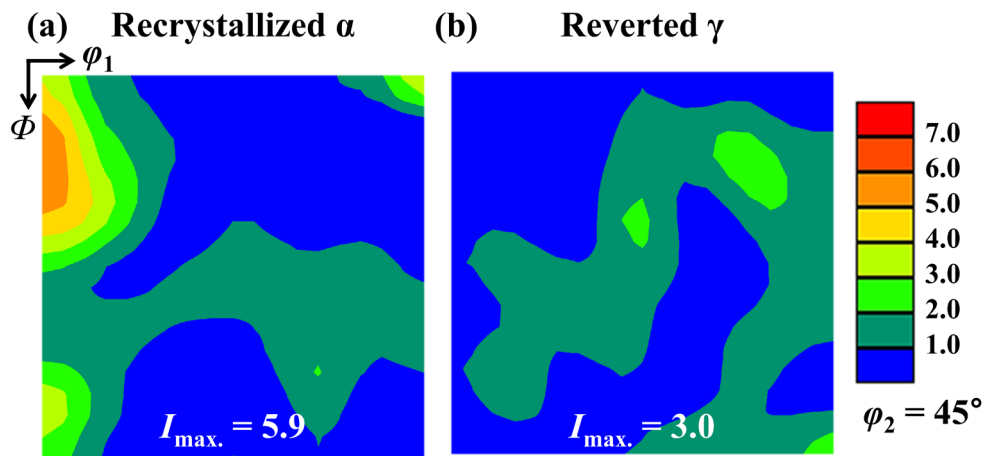 (a) Recrystallized α
(b) Reverted γ
φ1
Φ
7.0
6.0
5.0
4.0
3.0
2.0
1.0
Imax. = 5.9
Imax. = 3.0
φ2 = 45°